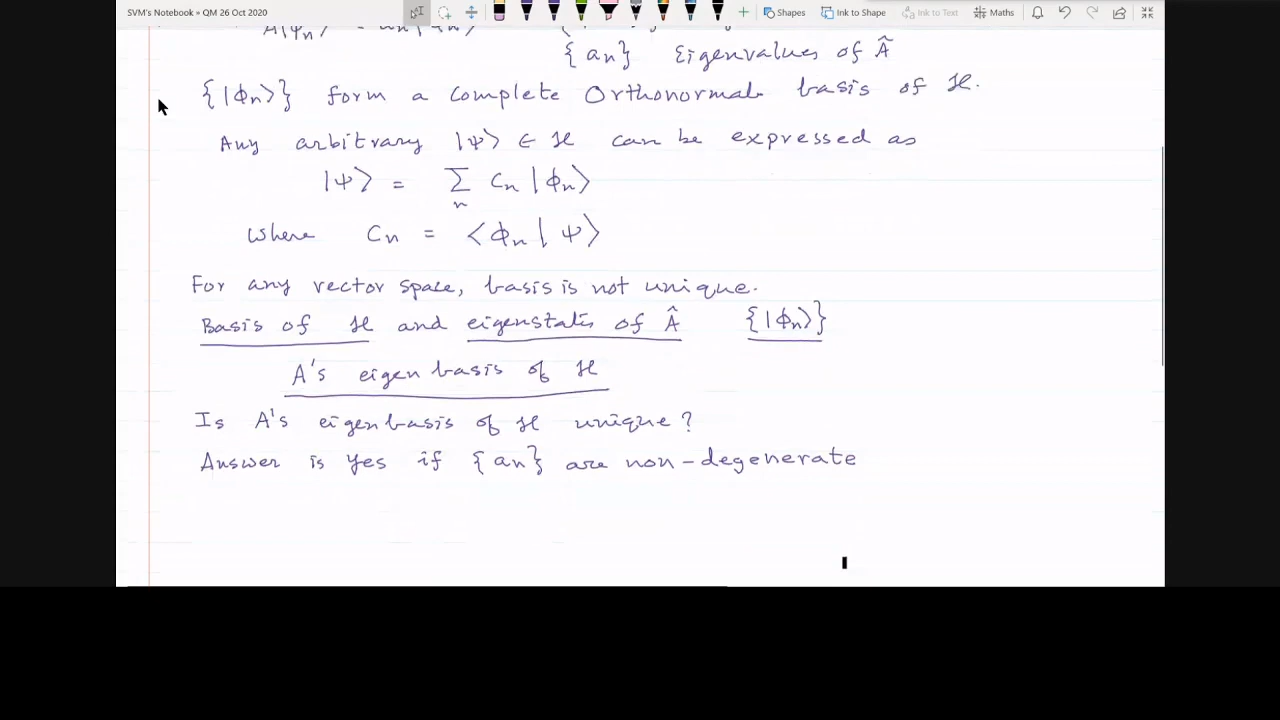 SVM's Notebook » QM 26 Oct 2020 Shapes Ink to Shape Ink to Text Maths
{an} Eigenvalues of Â
{|Φn⟩} form a complete Orthonormal basis of ℋ.
Any arbitrary |Ψ⟩ ∈ ℋ can be expressed as
|Ψ⟩ = Σn Cn |Φn⟩
where Cn = ⟨Φn|Ψ⟩
For any vector space, basis is not unique.
Basis of ℋ and eigenstates of Â {|Φn⟩}
A's eigen basis of ℋ
Is A's eigenbasis of ℋ unique?
Answer is yes if {an} are non-degenerate